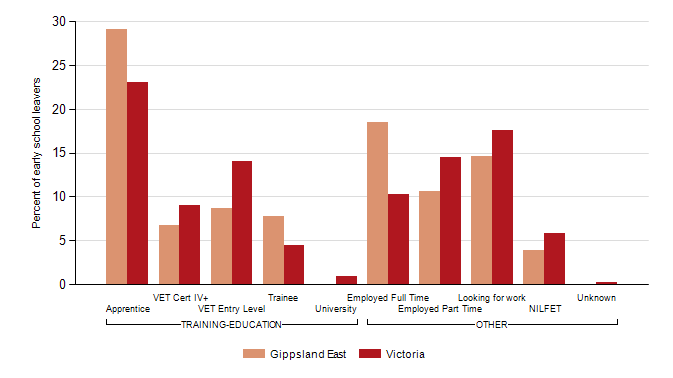 30
25
20
15
10
5
0
Percent of early school leavers
VET Cert IV+ Trainee Employed Full Time Looking for work Unknown
Apprentice VET Entry Level University Employed Part Time NILFET
TRAINING-EDUCATION OTHER
Gippsland East Victoria